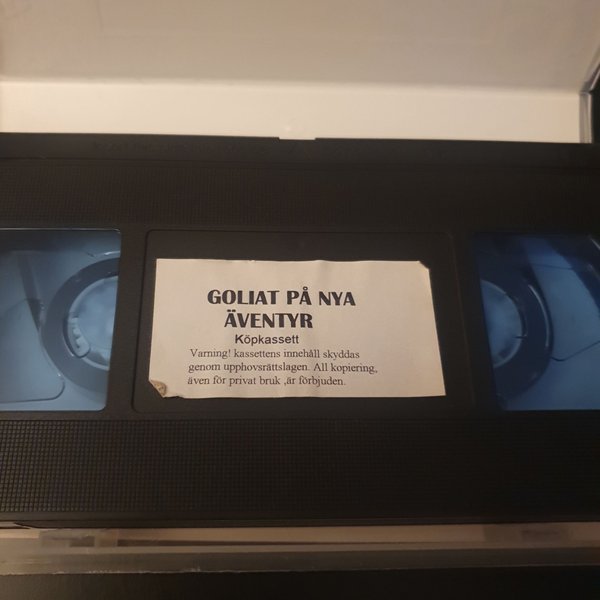 GOLIAT PÅ NYA
ÄVENTYR
Köpkassett
Varning! kassettens innehåll skyddas
genom upphovsrättslagen. All kopiering,
även för privat bruk ,är förbjuden.